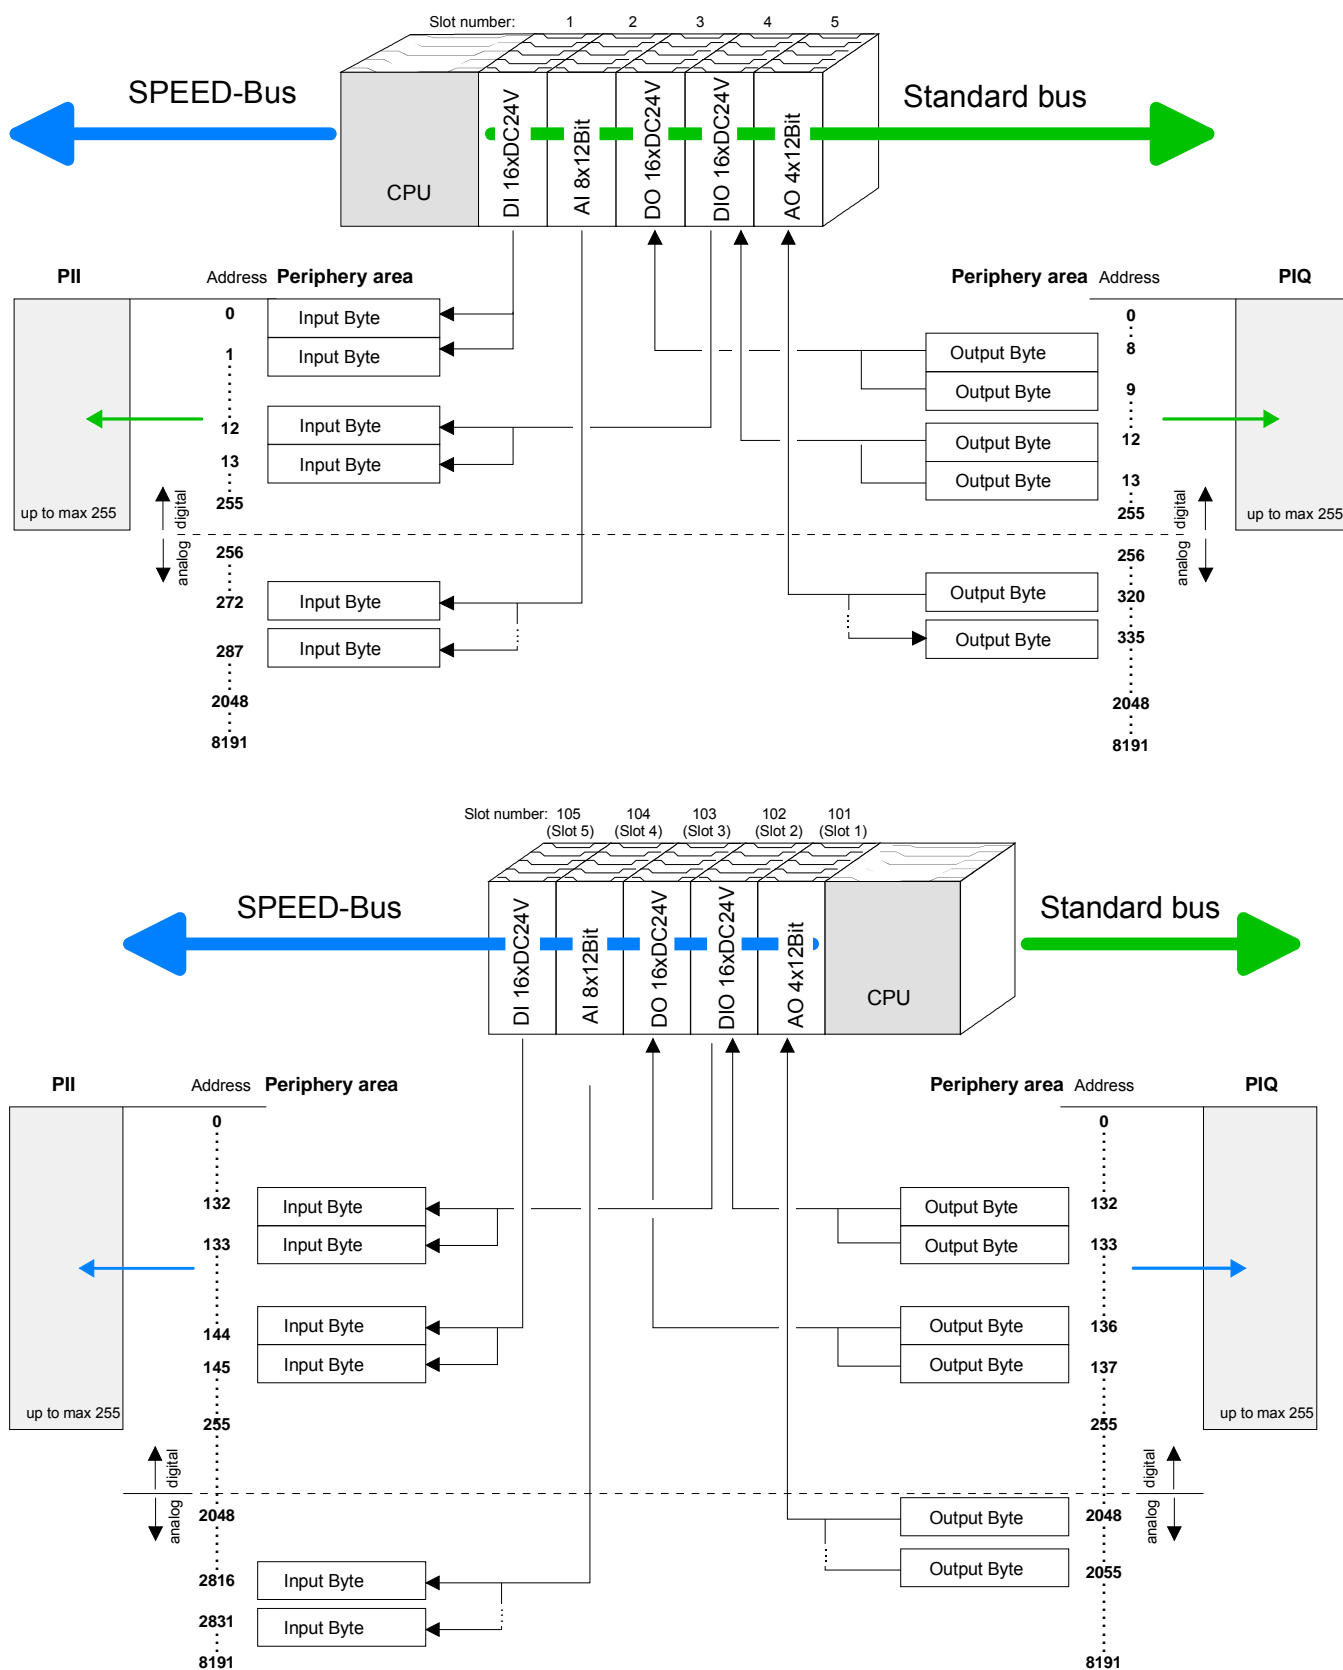 Slot number: 1 2 3 4 5
SPEED-Bus
Standard bus
CPU
DI 16xDC24V
AI 8x12Bit
DO 16xDC24V
DIO 16xDC24V
AO 4x12Bit
PII
Address Periphery area
Periphery area Address
PIQ
0
Input Byte
1
Input Byte
12
Input Byte
13
Input Byte
255
up to max 255
digital
analog
256
272
Input Byte
287
Input Byte
2048
8191
0
Output Byte
8
Output Byte
9
Output Byte
12
Output Byte
13
255
up to max 255
digital
analog
256
Output Byte
320
Output Byte
335
2048
8191
Slot number: 105 104 103 102 101
(Slot 5) (Slot 4) (Slot 3) (Slot 2) (Slot 1)
SPEED-Bus
Standard bus
DI 16xDC24V
AI 8x12Bit
DO 16xDC24V
DIO 16xDC24V
AO 4x12Bit
CPU
PII
Address Periphery area
Periphery area Address
PIQ
0
132
Input Byte
133
Input Byte
144
Input Byte
145
Input Byte
255
up to max 255
digital
analog
2048
2816
Input Byte
2831
Input Byte
8191
0
Output Byte
132
Output Byte
133
Output Byte
136
Output Byte
137
255
up to max 255
digital
analog
Output Byte
2048
Output Byte
2055
8191